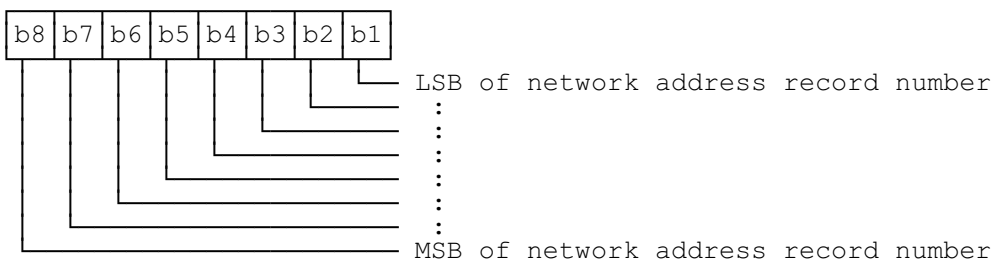 b8 b7 b6 b5 b4 b3 b2 b1
LSB of network address record number
:
:
:
:
:
:
MSB of network address record number